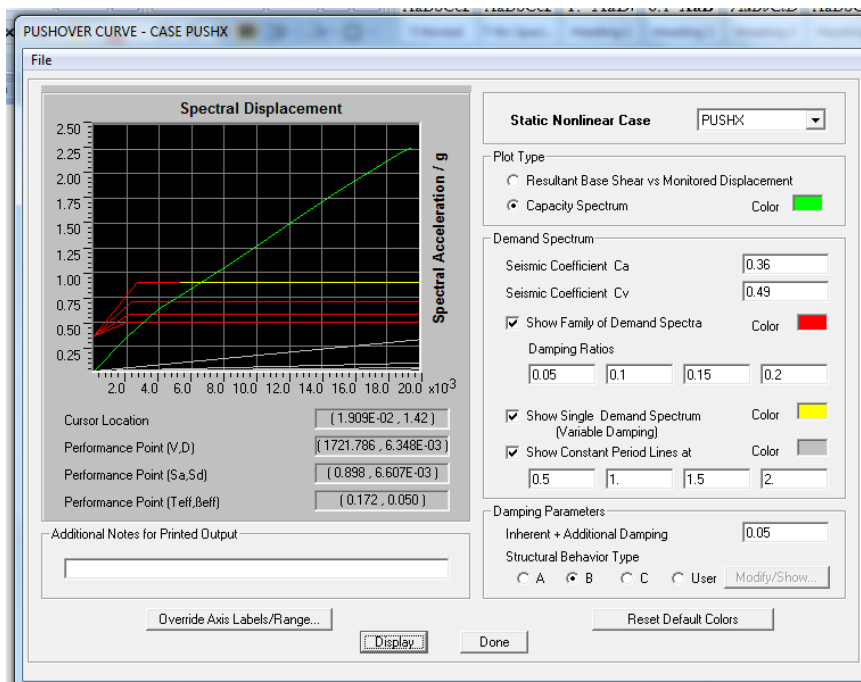 PUSHOVER CURVE - CASE PUSHX
File
Spectral Displacement
2.50
2.25
2.00
1.75
1.50
1.25
1.00
0.75
0.50
0.25
Spectral Acceleration / g
2.0 4.0 6.0 8.0 10.0 12.0 14.0 16.0 18.0 20.0 x10-3
Cursor Location (1.909E-02 , 1.42 )
Performance Point (V,D) (1721.786 , 6.348E-03 )
Performance Point (Sa,Sd) ( 0.898 , 6.607E-03 )
Performance Point (Teff,βeff) ( 0.172 , 0.050 )
Additional Notes for Printed Output
Override Axis Labels/Range...
Static Nonlinear Case PUSHX
Plot Type
Resultant Base Shear vs Monitored Displacement
Capacity Spectrum Color
Demand Spectrum
Seismic Coefficient Ca 0.36
Seismic Coefficient Cv 0.49
Show Family of Demand Spectra Color
Damping Ratios
0.05 0.1 0.15 0.2
Show Single Demand Spectrum Color
(Variable Damping)
Show Constant Period Lines at Color
0.5 1. 1.5 2.
Damping Parameters
Inherent + Additional Damping 0.05
Structural Behavior Type
A B C User Modify/Show...
Reset Default Colors
Display Done